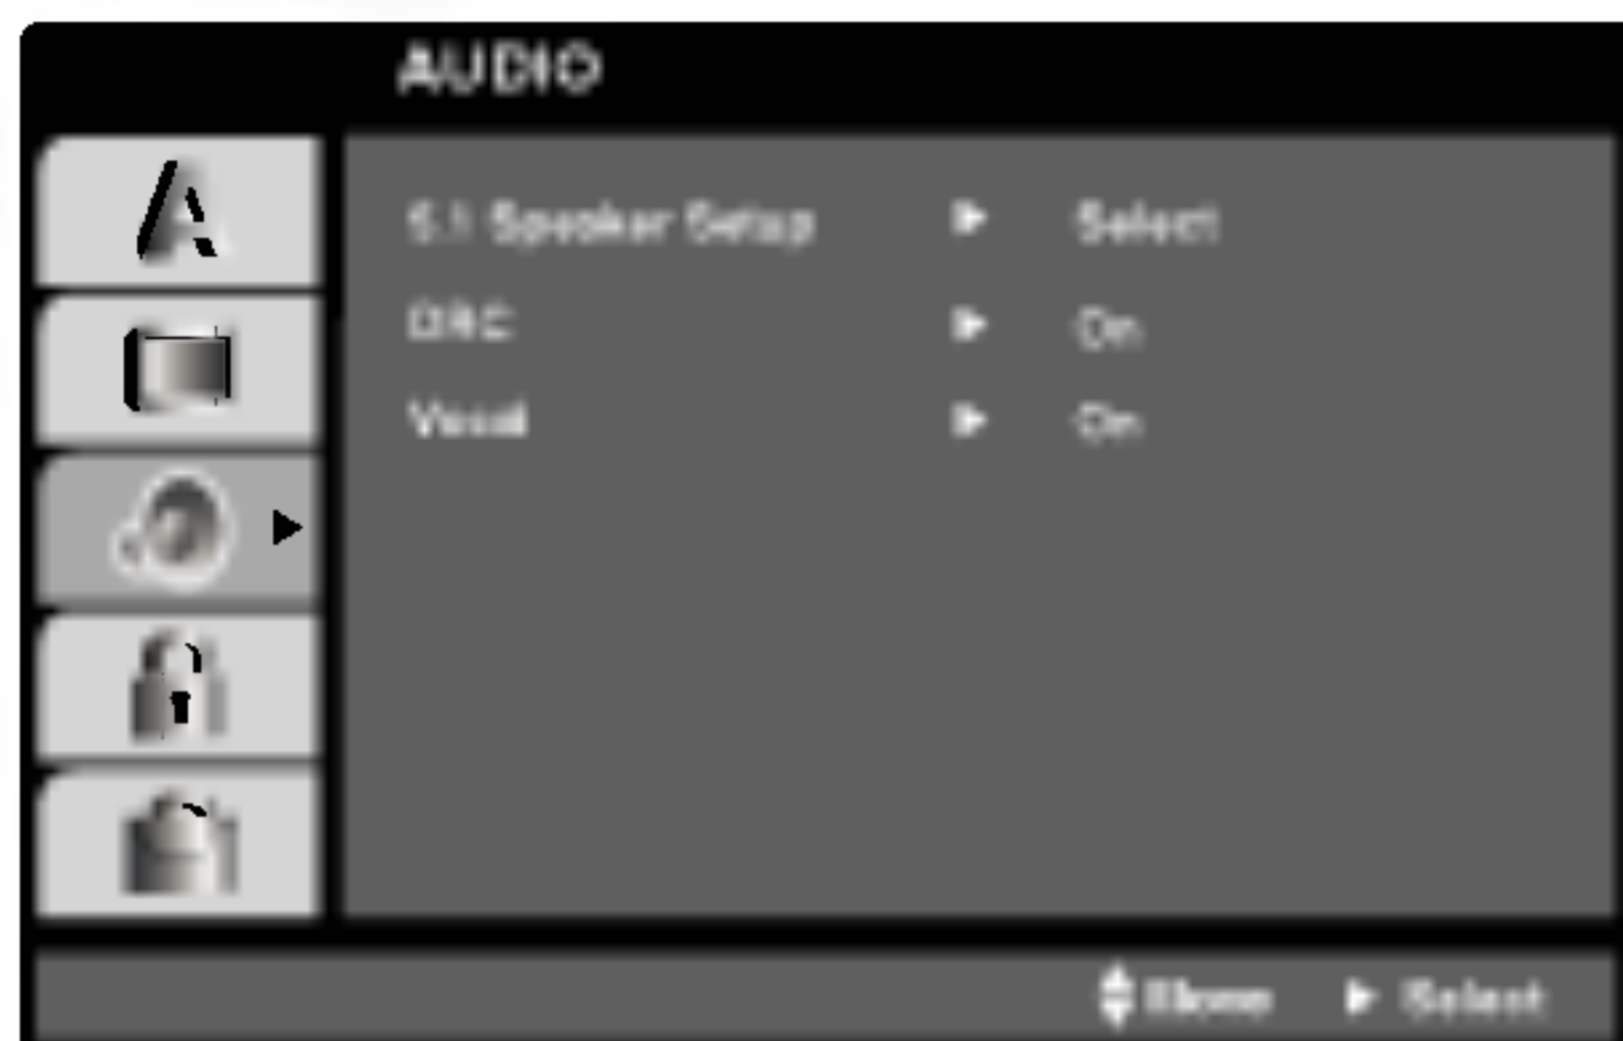 AUDIO
A
5.1 Speaker Setup ▶ Select
DRC ▶ On
Vocal ▶ On
Move ▶ Select